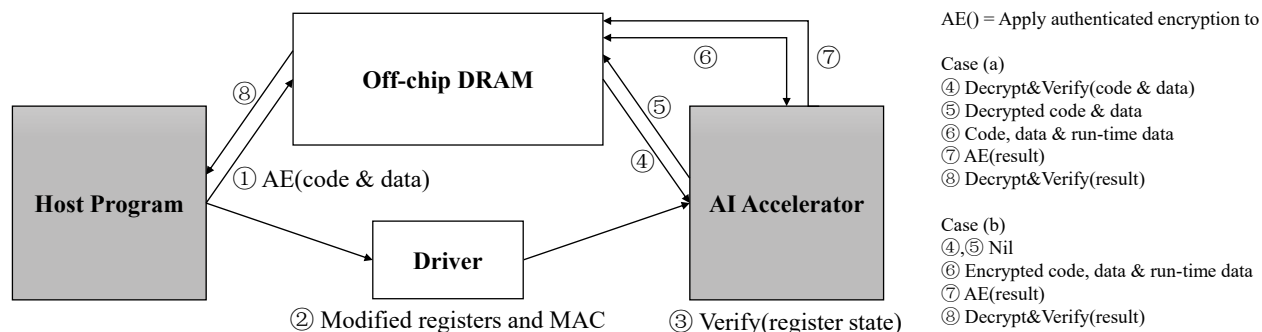 Off-chip DRAM
⑥
⑦
⑧
⑤
④
① AE(code & data)
Host Program
AI Accelerator
Driver
② Modified registers and MAC
③ Verify(register state)
AE() = Apply authenticated encryption to
Case (a)
④ Decrypt&Verify(code & data)
⑤ Decrypted code & data
⑥ Code, data & run-time data
⑦ AE(result)
⑧ Decrypt&Verify(result)
Case (b)
④,⑤ Nil
⑥ Encrypted code, data & run-time data
⑦ AE(result)
⑧ Decrypt&Verify(result)